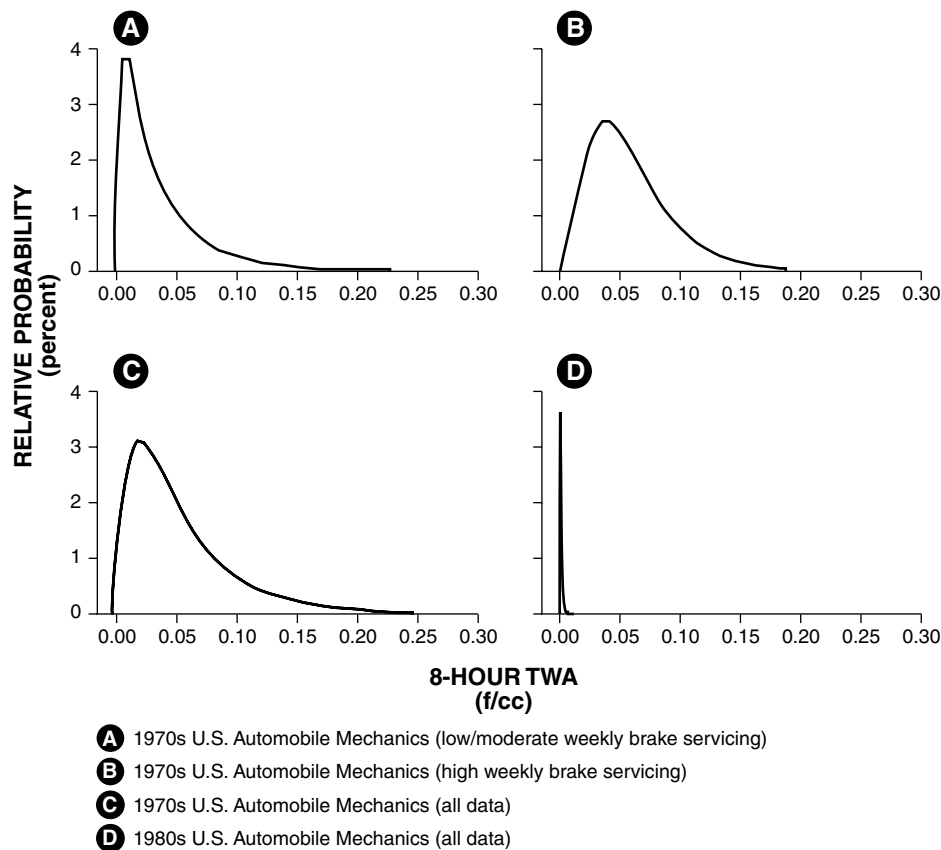 A
B
4
3
2
1
0
0.00 0.05 0.10 0.15 0.20 0.25 0.30
0.00 0.05 0.10 0.15 0.20 0.25 0.30
RELATIVE PROBABILITY
(percent)
C
D
4
3
2
1
0
0.00 0.05 0.10 0.15 0.20 0.25 0.30
0.00 0.05 0.10 0.15 0.20 0.25 0.30
8-HOUR TWA
(f/cc)
A 1970s U.S. Automobile Mechanics (low/moderate weekly brake servicing)
B 1970s U.S. Automobile Mechanics (high weekly brake servicing)
C 1970s U.S. Automobile Mechanics (all data)
D 1980s U.S. Automobile Mechanics (all data)